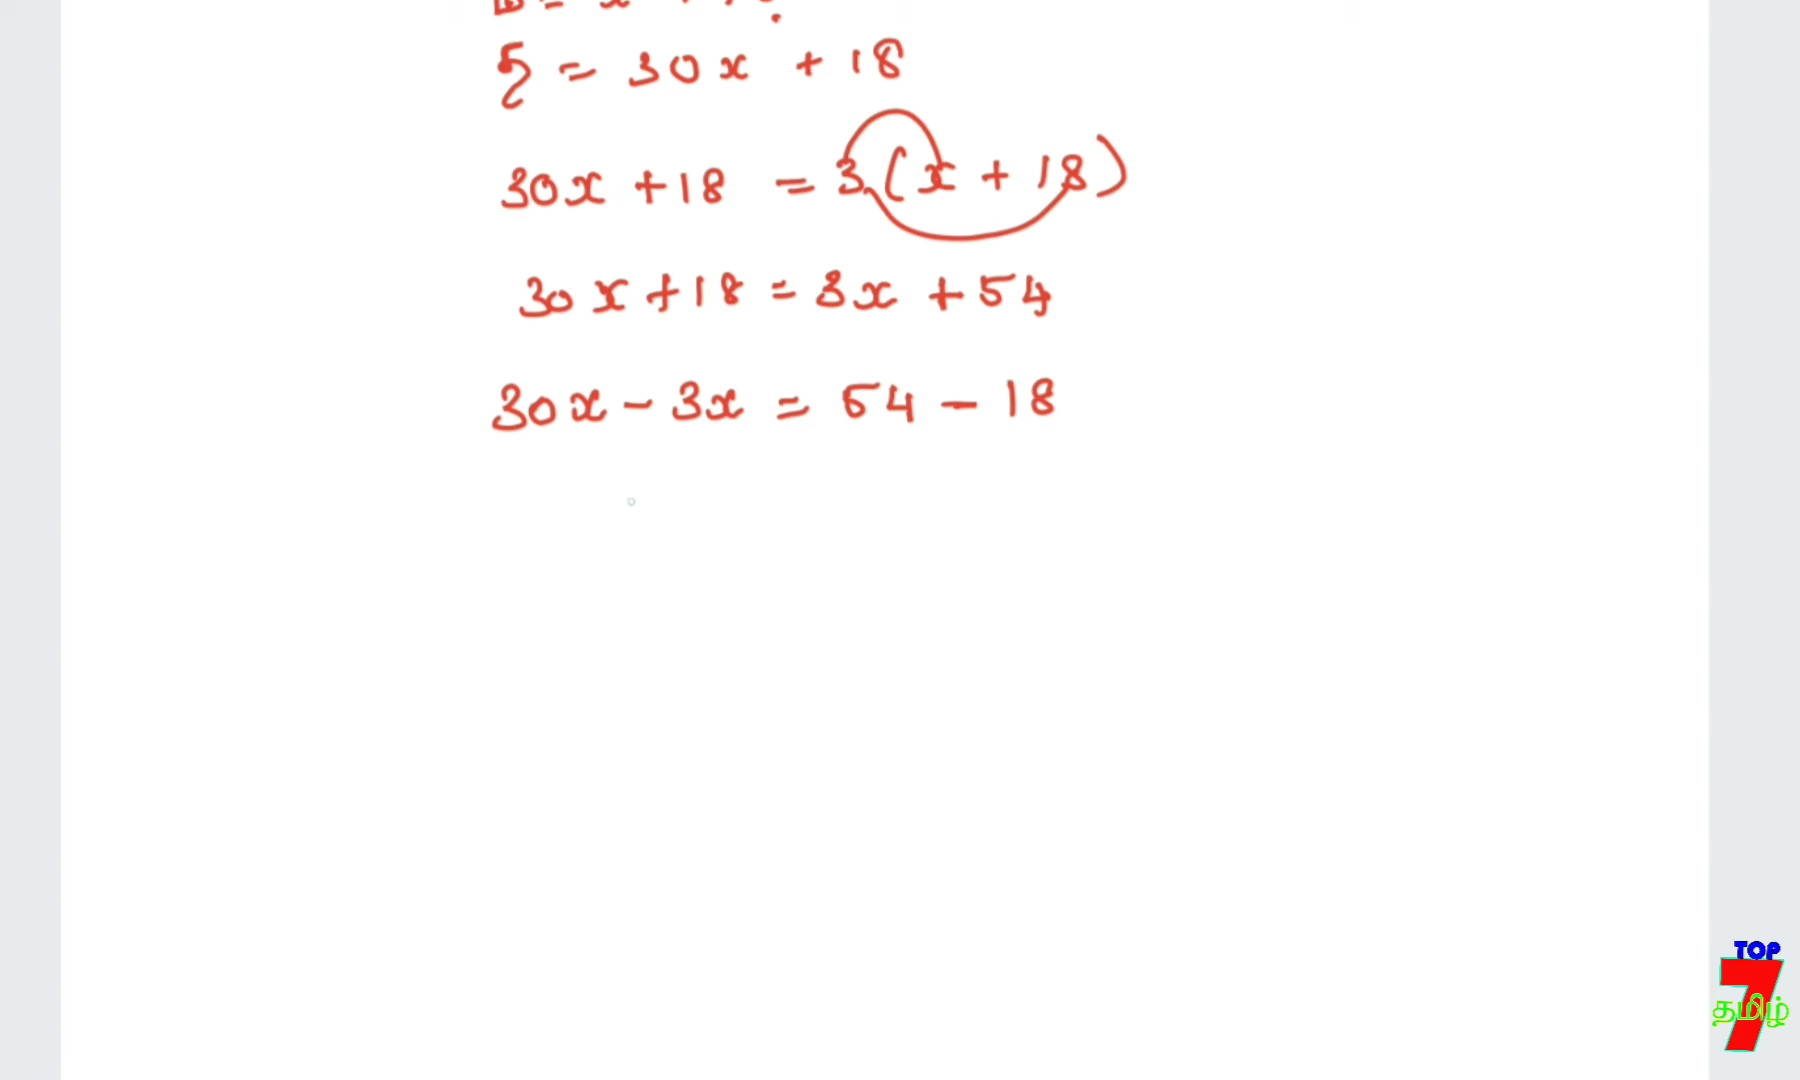 = 30x + 18
30x + 18 = 3(x + 18)
30x + 18 = 3x + 54
30x - 3x = 54 - 18
TOP
7
தமிழ்